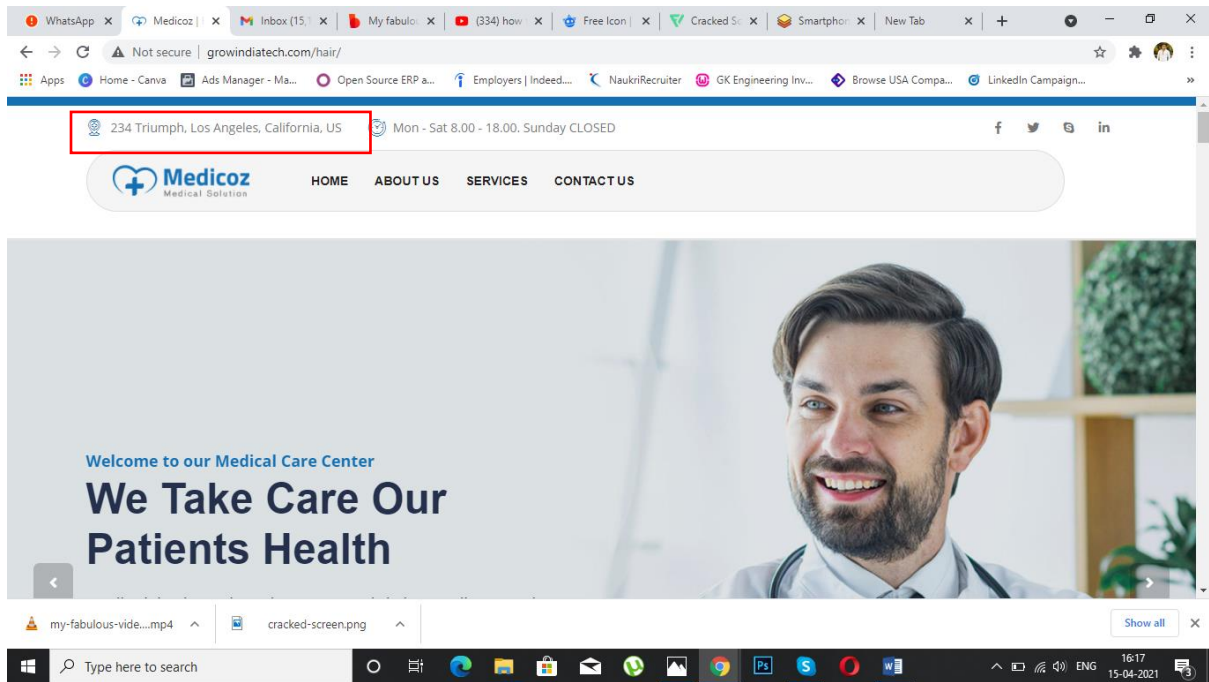 WhatsApp
Medicoz |
Inbox (15,
My fabulo
(334) how
Free Icon |
Cracked Sc
Smartphon
New Tab
Not secure | growindiatech.com/hair/
Apps Home - Canva Ads Manager - Ma... Open Source ERP a... Employers | Indeed.... NaukriRecruiter GK Engineering Inv... Browse USA Compa... LinkedIn Campaign... »
234 Triumph, Los Angeles, California, US Mon - Sat 8.00 - 18.00. Sunday CLOSED
Medicoz
Medical Solution
HOME ABOUT US SERVICES CONTACT US
Welcome to our Medical Care Center
We Take Care Our
Patients Health
my-fabulous-vide....mp4 cracked-screen.png Show all
Type here to search
ENG
16:17
15-04-2021